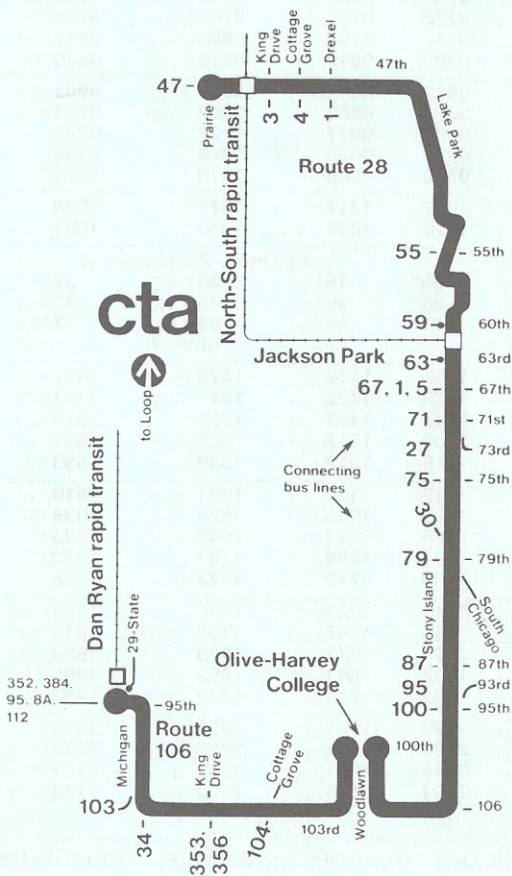 King
Drive
Cottage
Grove
Drexel
47th
47
Prairie
3
4
1
Lake Park
North-South rapid transit
Route 28
55
55th
cta
to Loop
59
60th
Jackson Park
63
63rd
67, 1, 5
67th
71
71st
27
73rd
Connecting
bus lines
75
75th
30
79
79th
Stony Island
South
Chicago
Dan Ryan rapid transit
29-State
87
87th
Olive-Harvey
College
352. 384
95. 8A.
112
95th
95
93rd
100
95th
Route
106
Michigan
King
Drive
Cottage
Grove
100th
Woodlawn
103
103rd
106
34
353.
356
104